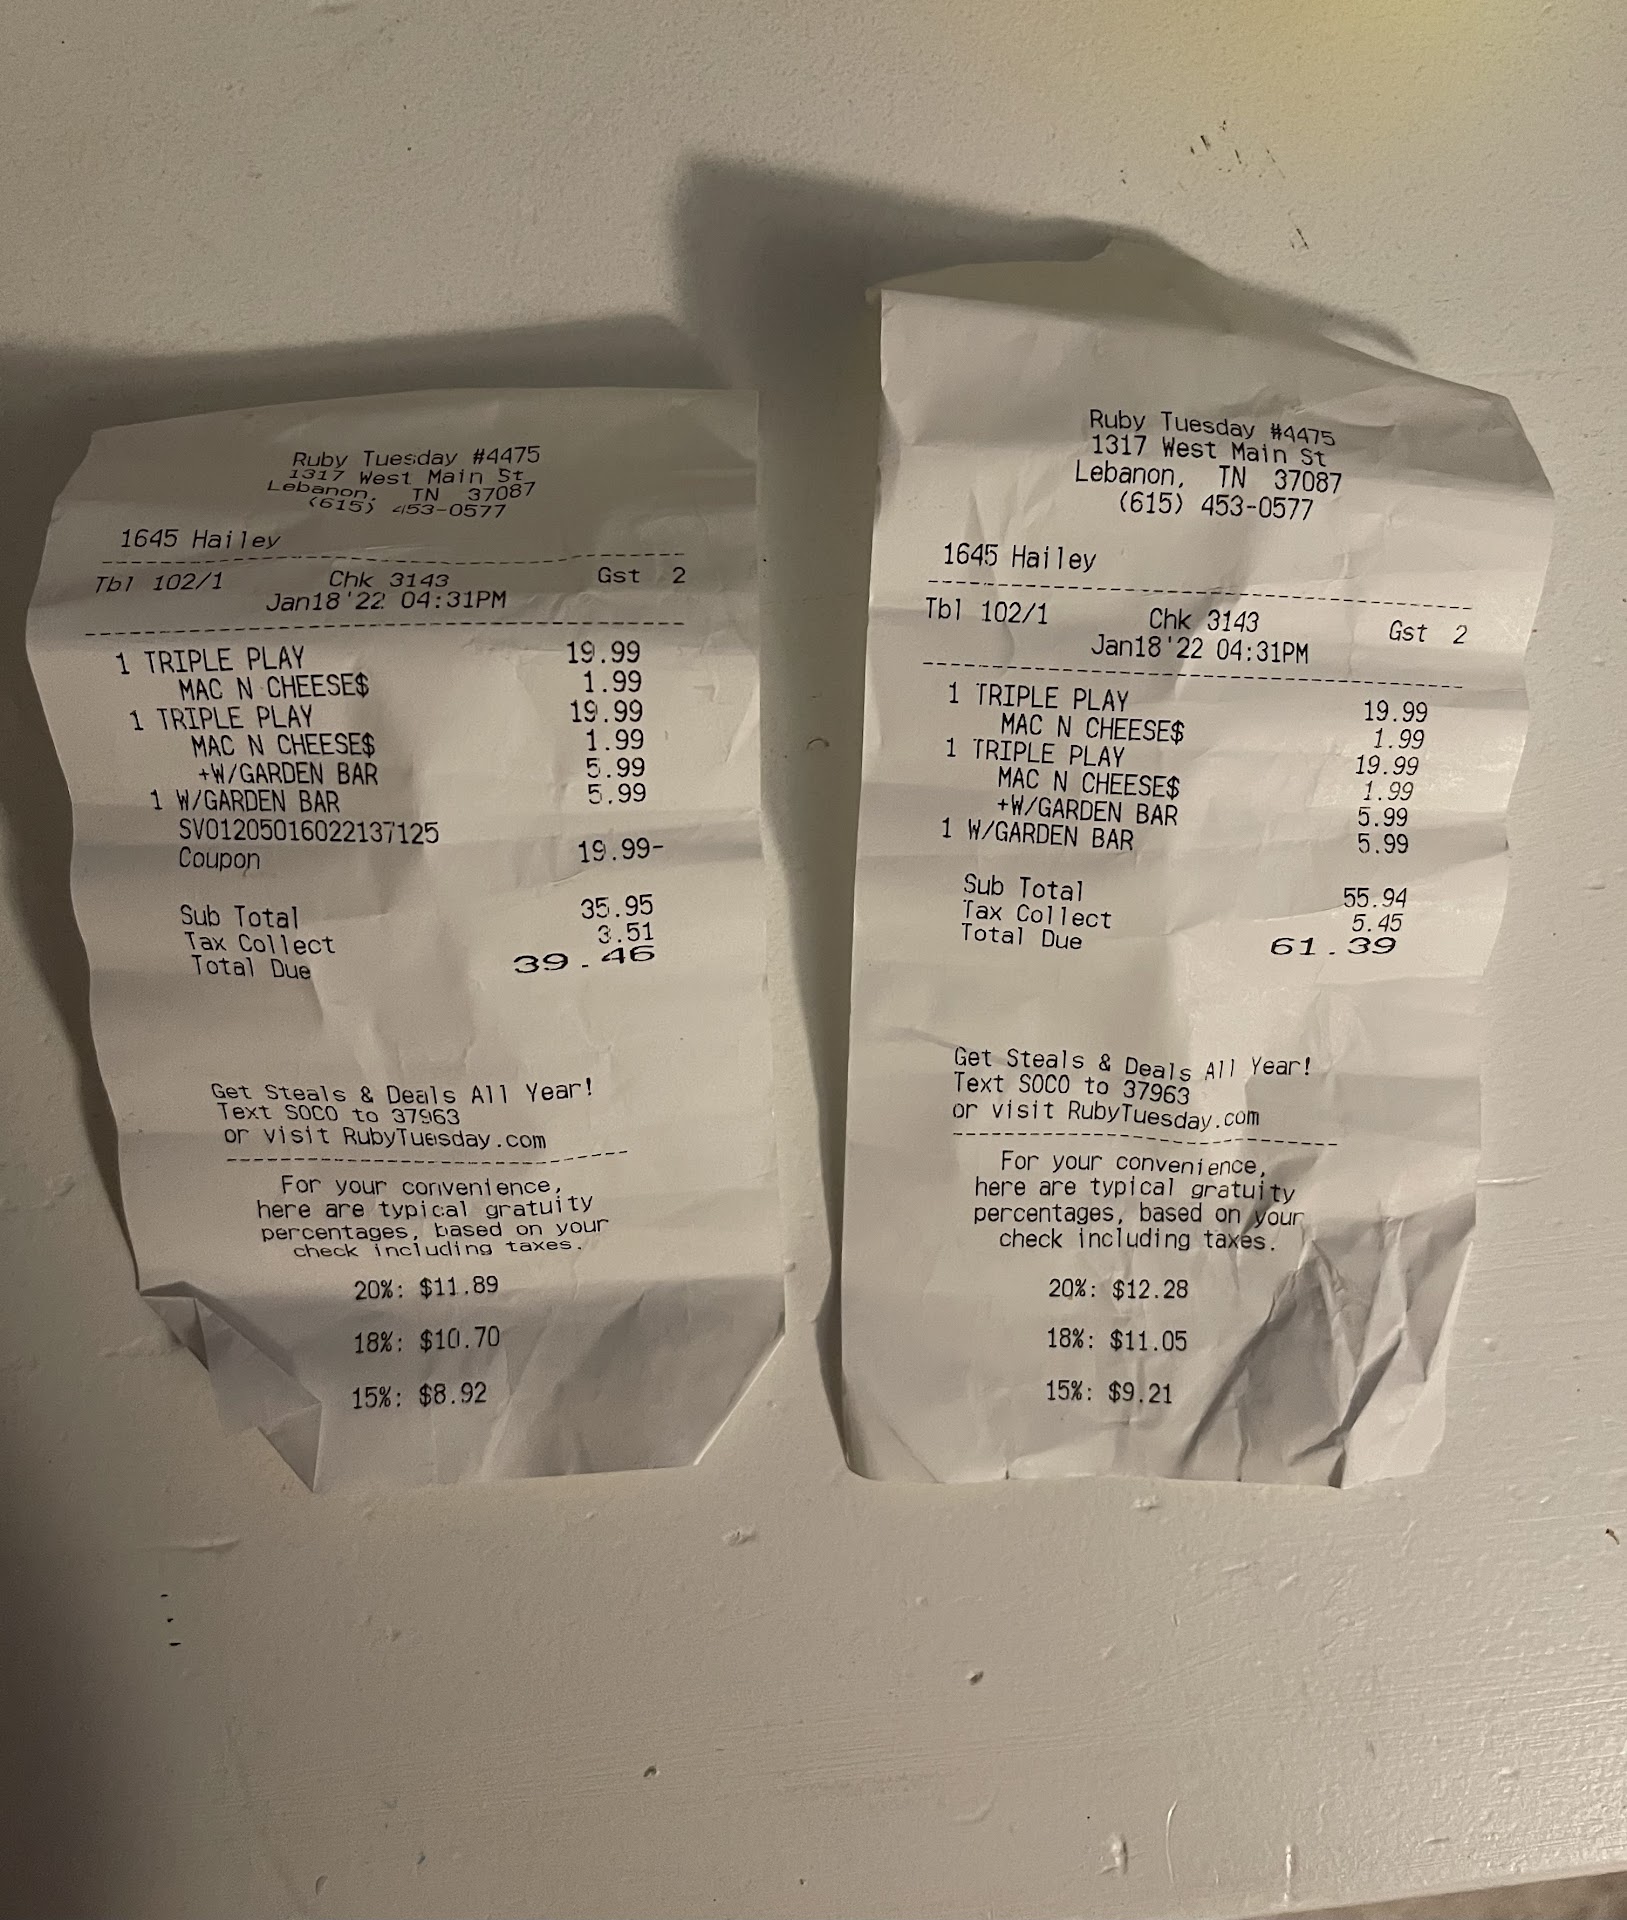 Ruby Tuesday #4475
1317 West Main St
Lebanon, TN 37087
(615) 453-0577
1645 Hailey
Tbl 102/1 Chk 3143 Gst 2
Jan18'22 04:31PM
1 TRIPLE PLAY 19.99
MAC N CHEESE$ 1.99
1 TRIPLE PLAY 19.99
MAC N CHEESE$ 1.99
+W/GARDEN BAR 5.99
1 W/GARDEN BAR 5.99
SV01205016022137125
Coupon 19.99-
Sub Total 35.95
Tax Collect 3.51
Total Due 39.46
Get Steals & Deals All Year!
Text SOCO to 37963
or visit RubyTuesday.com
For your convenience,
here are typical gratuity
percentages, based on your
check including taxes.
20%: $11.89
18%: $10.70
15%: $8.92
Ruby Tuesday #4475
1317 West Main St
Lebanon, TN 37087
(615) 453-0577
1645 Hailey
Tbl 102/1 Chk 3143 Gst 2
Jan18'22 04:31PM
1 TRIPLE PLAY 19.99
MAC N CHEESE$ 1.99
1 TRIPLE PLAY 19.99
MAC N CHEESE$ 1.99
+W/GARDEN BAR 5.99
1 W/GARDEN BAR 5.99
Sub Total 55.94
Tax Collect 5.45
Total Due 61.39
Get Steals & Deals All Year!
Text SOCO to 37963
or visit RubyTuesday.com
For your convenience,
here are typical gratuity
percentages, based on your
check including taxes.
20%: $12.28
18%: $11.05
15%: $9.21